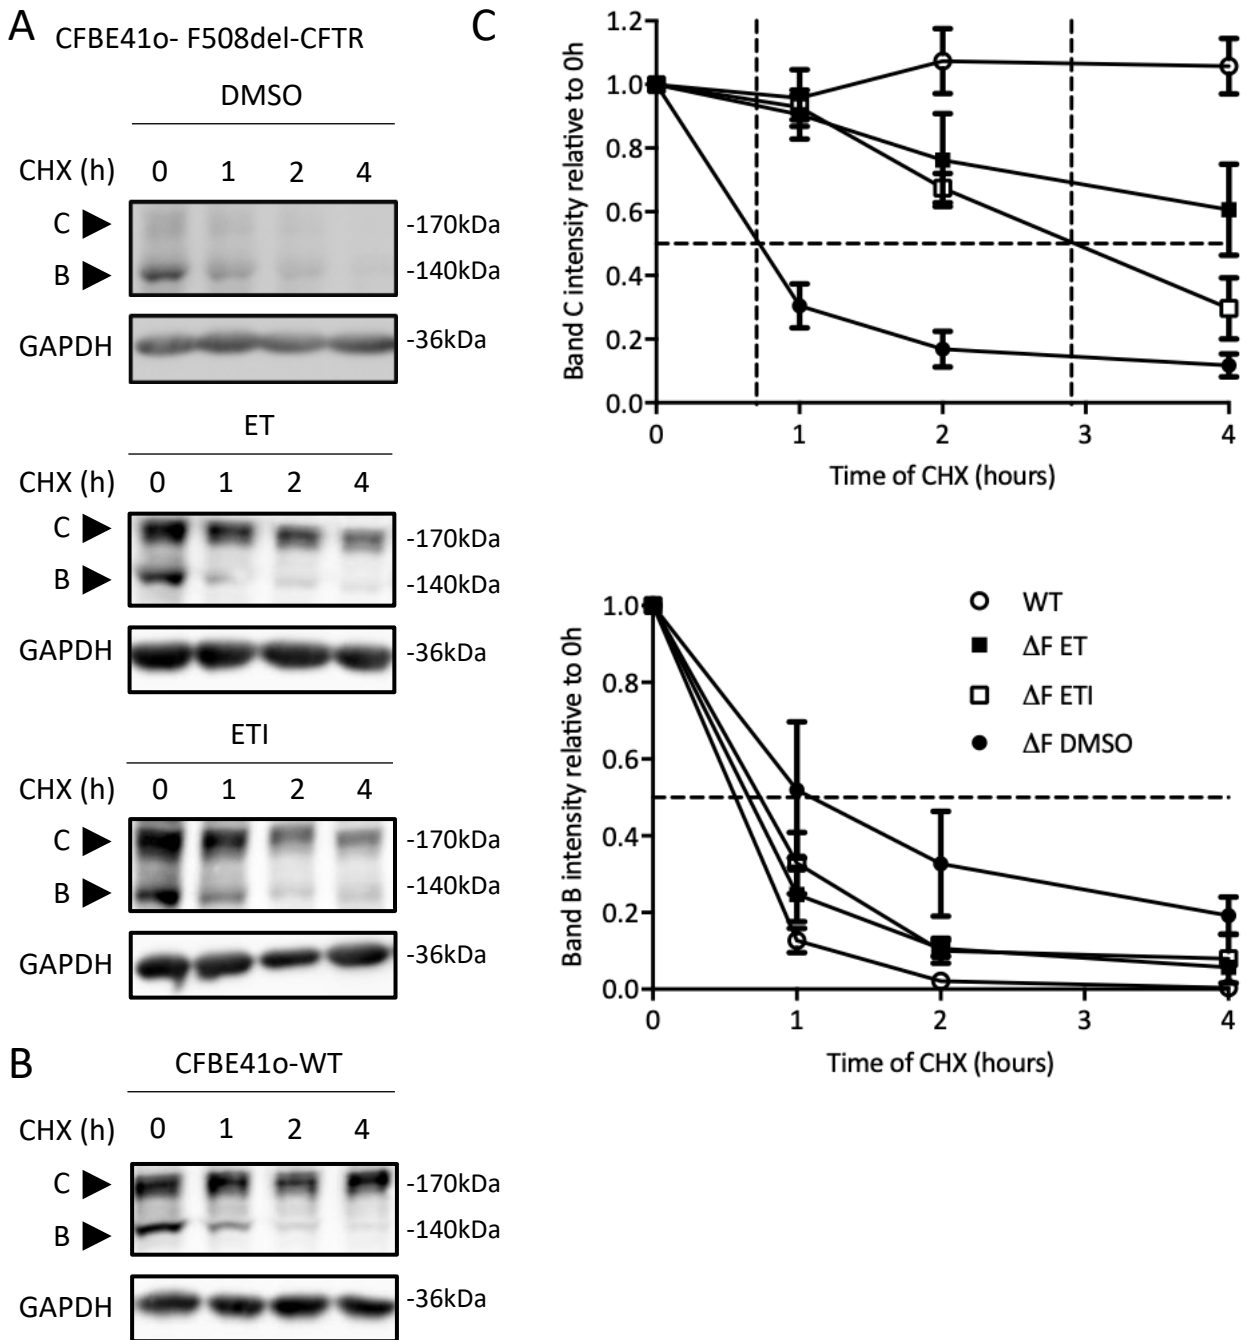 A
CFBE41o- F508del-CFTR
DMSO
CHX (h) 0 1 2 4
C -170kDa
B -140kDa
GAPDH -36kDa
ET
CHX (h) 0 1 2 4
C -170kDa
B -140kDa
GAPDH -36kDa
ETI
CHX (h) 0 1 2 4
C -170kDa
B -140kDa
GAPDH -36kDa
B
CFBE41o-WT
CHX (h) 0 1 2 4
C -170kDa
B -140kDa
GAPDH -36kDa
C
Band C intensity relative to 0h
1.2
1.0
0.8
0.6
0.4
0.2
0.0
0 1 2 3 4
Time of CHX (hours)
Band B intensity relative to 0h
1.0
0.8
0.6
0.4
0.2
0.0
0 1 2 3 4
Time of CHX (hours)
WT
ΔF ET
ΔF ETI
ΔF DMSO